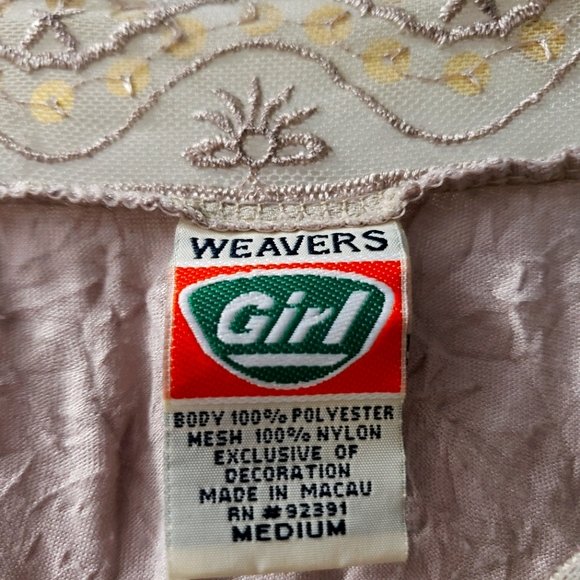 WEAVERS
Girl
BODY 100% POLYESTER
MESH 100% NYLON
EXCLUSIVE OF
DECORATION
MADE IN MACAU
RN #92391
MEDIUM